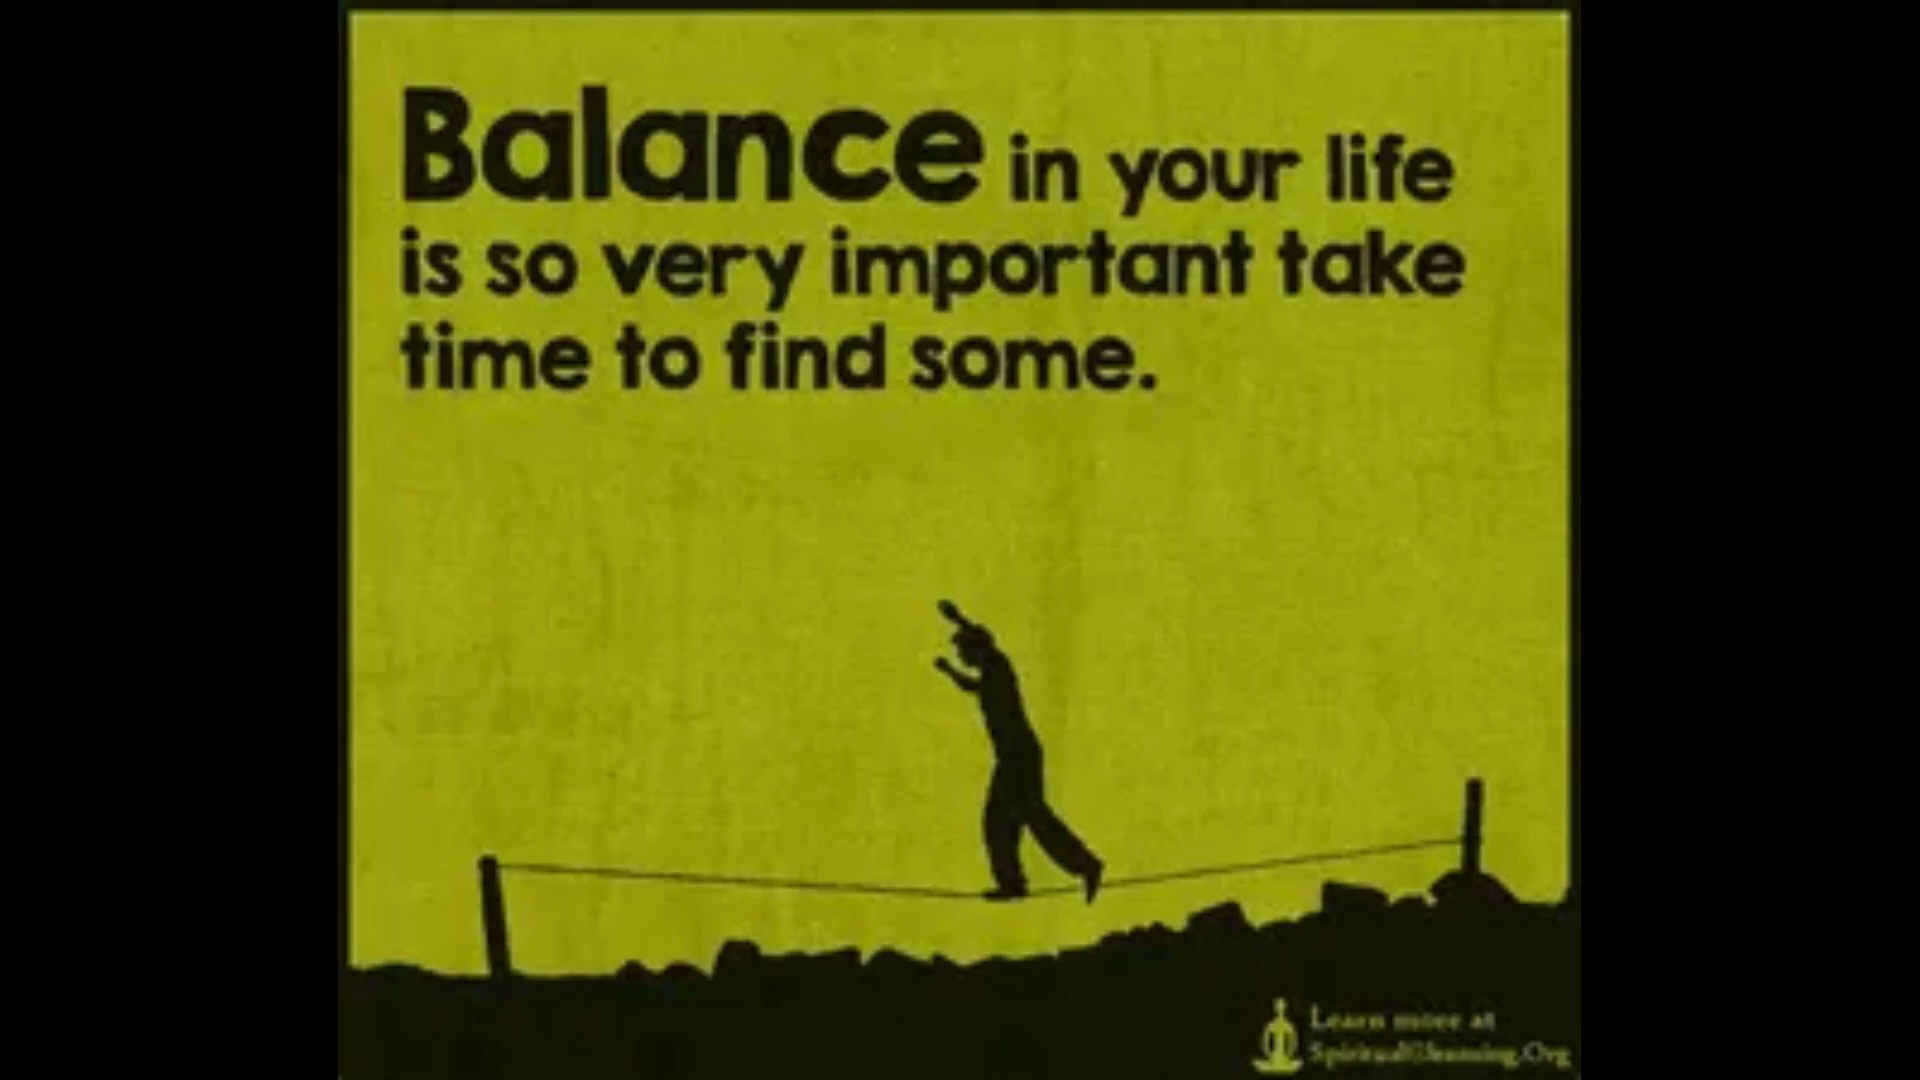 Balance in your life
is so very important take
time to find some.
Learn more at